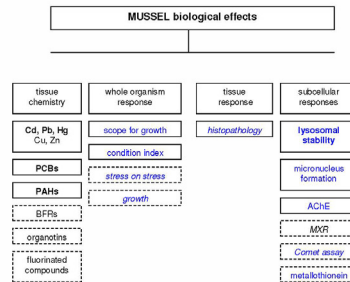 MUSSEL biological effects
tissue
chemistry
whole organism
response
tissue
response
subcellular
responses
Cd, Pb, Hg
Cu, Zn
PCBs
PAHs
BFRs
organotins
fluorinated
compounds
scope for growth
condition index
stress on stress
growth
histopathology
lysosomal
stability
micronucleus
formation
AChE
MXR
Comet assay
metallothionein